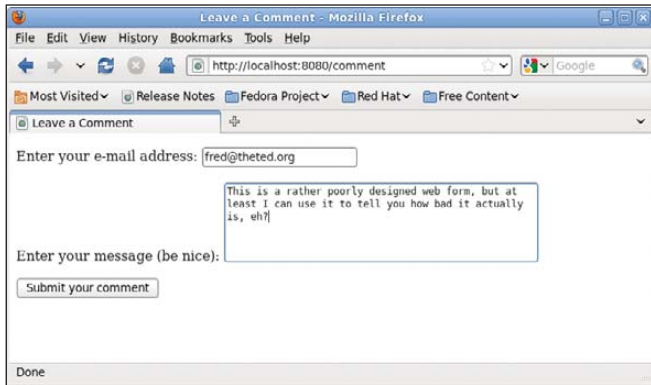 Leave a Comment - Mozilla Firefox
File Edit View History Bookmarks Tools Help
http://localhost:8080/comment
Google
Most Visited Release Notes Fedora Project Red Hat Free Content
Leave a Comment
Enter your e-mail address: fred@theted.org
This is a rather poorly designed web form, but at
least I can use it to tell you how bad it actually
is, eh?
Enter your message (be nice):
Submit your comment
Done